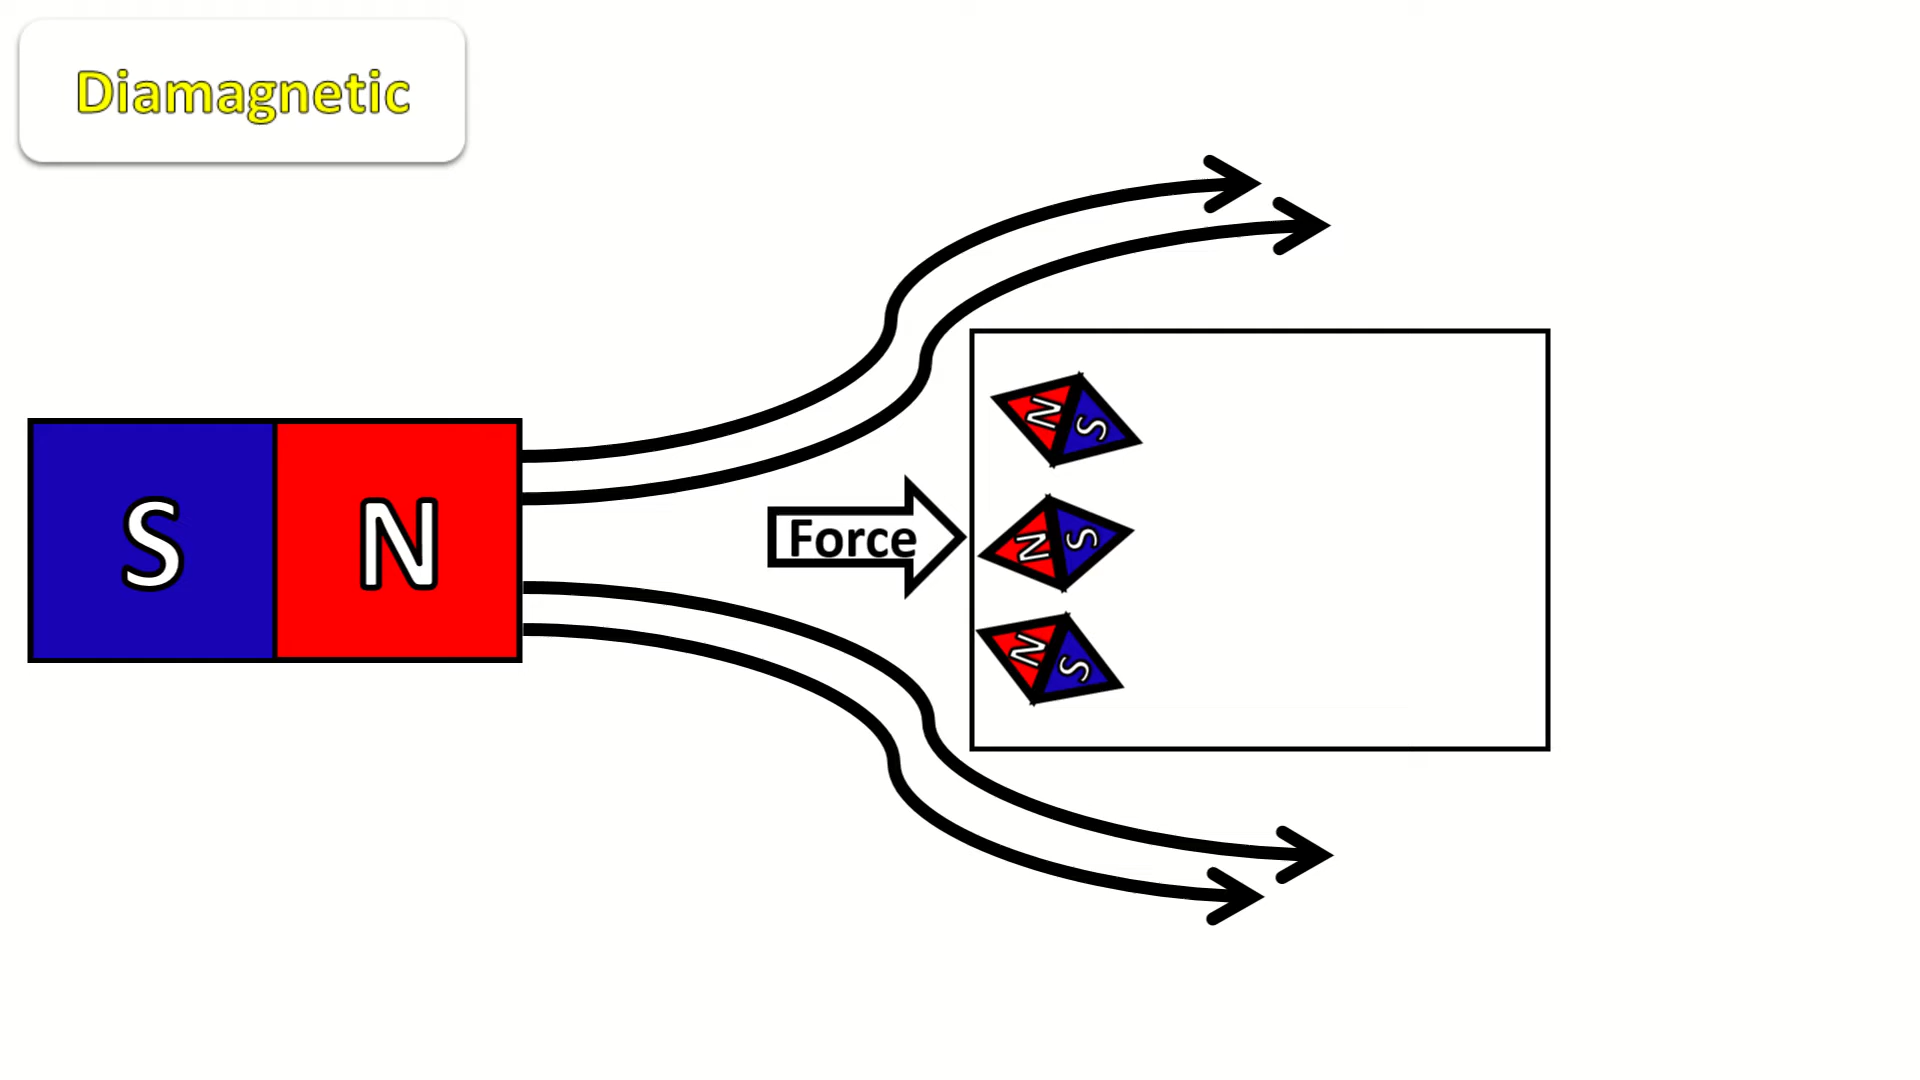 Diamagnetic
S N
Force
N S
N S
N S